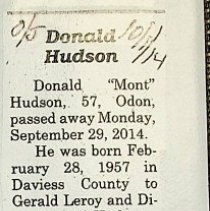 Donald
Hudson
Donald "Mont"
Hudson, 57, Odon,
passed away Monday,
September 29, 2014.
He was born Feb-
ruary 28, 1957 in
Daviess County to
Gerald Leroy and Di-